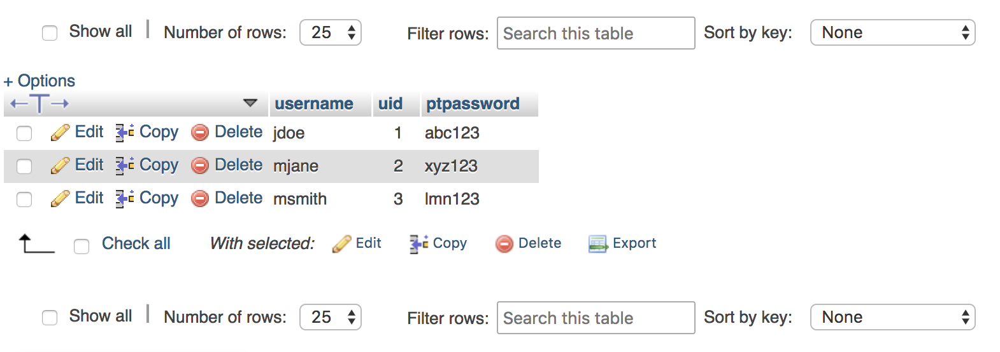 Show all | Number of rows: 25 Filter rows: Search this table Sort by key: None
+ Options
←T→ username uid ptpassword
Edit Copy Delete jdoe 1 abc123
Edit Copy Delete mjane 2 xyz123
Edit Copy Delete msmith 3 lmn123
Check all With selected: Edit Copy Delete Export
Show all | Number of rows: 25 Filter rows: Search this table Sort by key: None